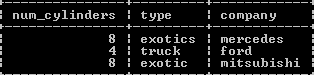 num_cylinders | type | company
8 | exotics | mercedes
4 | truck | ford
8 | exotic | mitsubishi